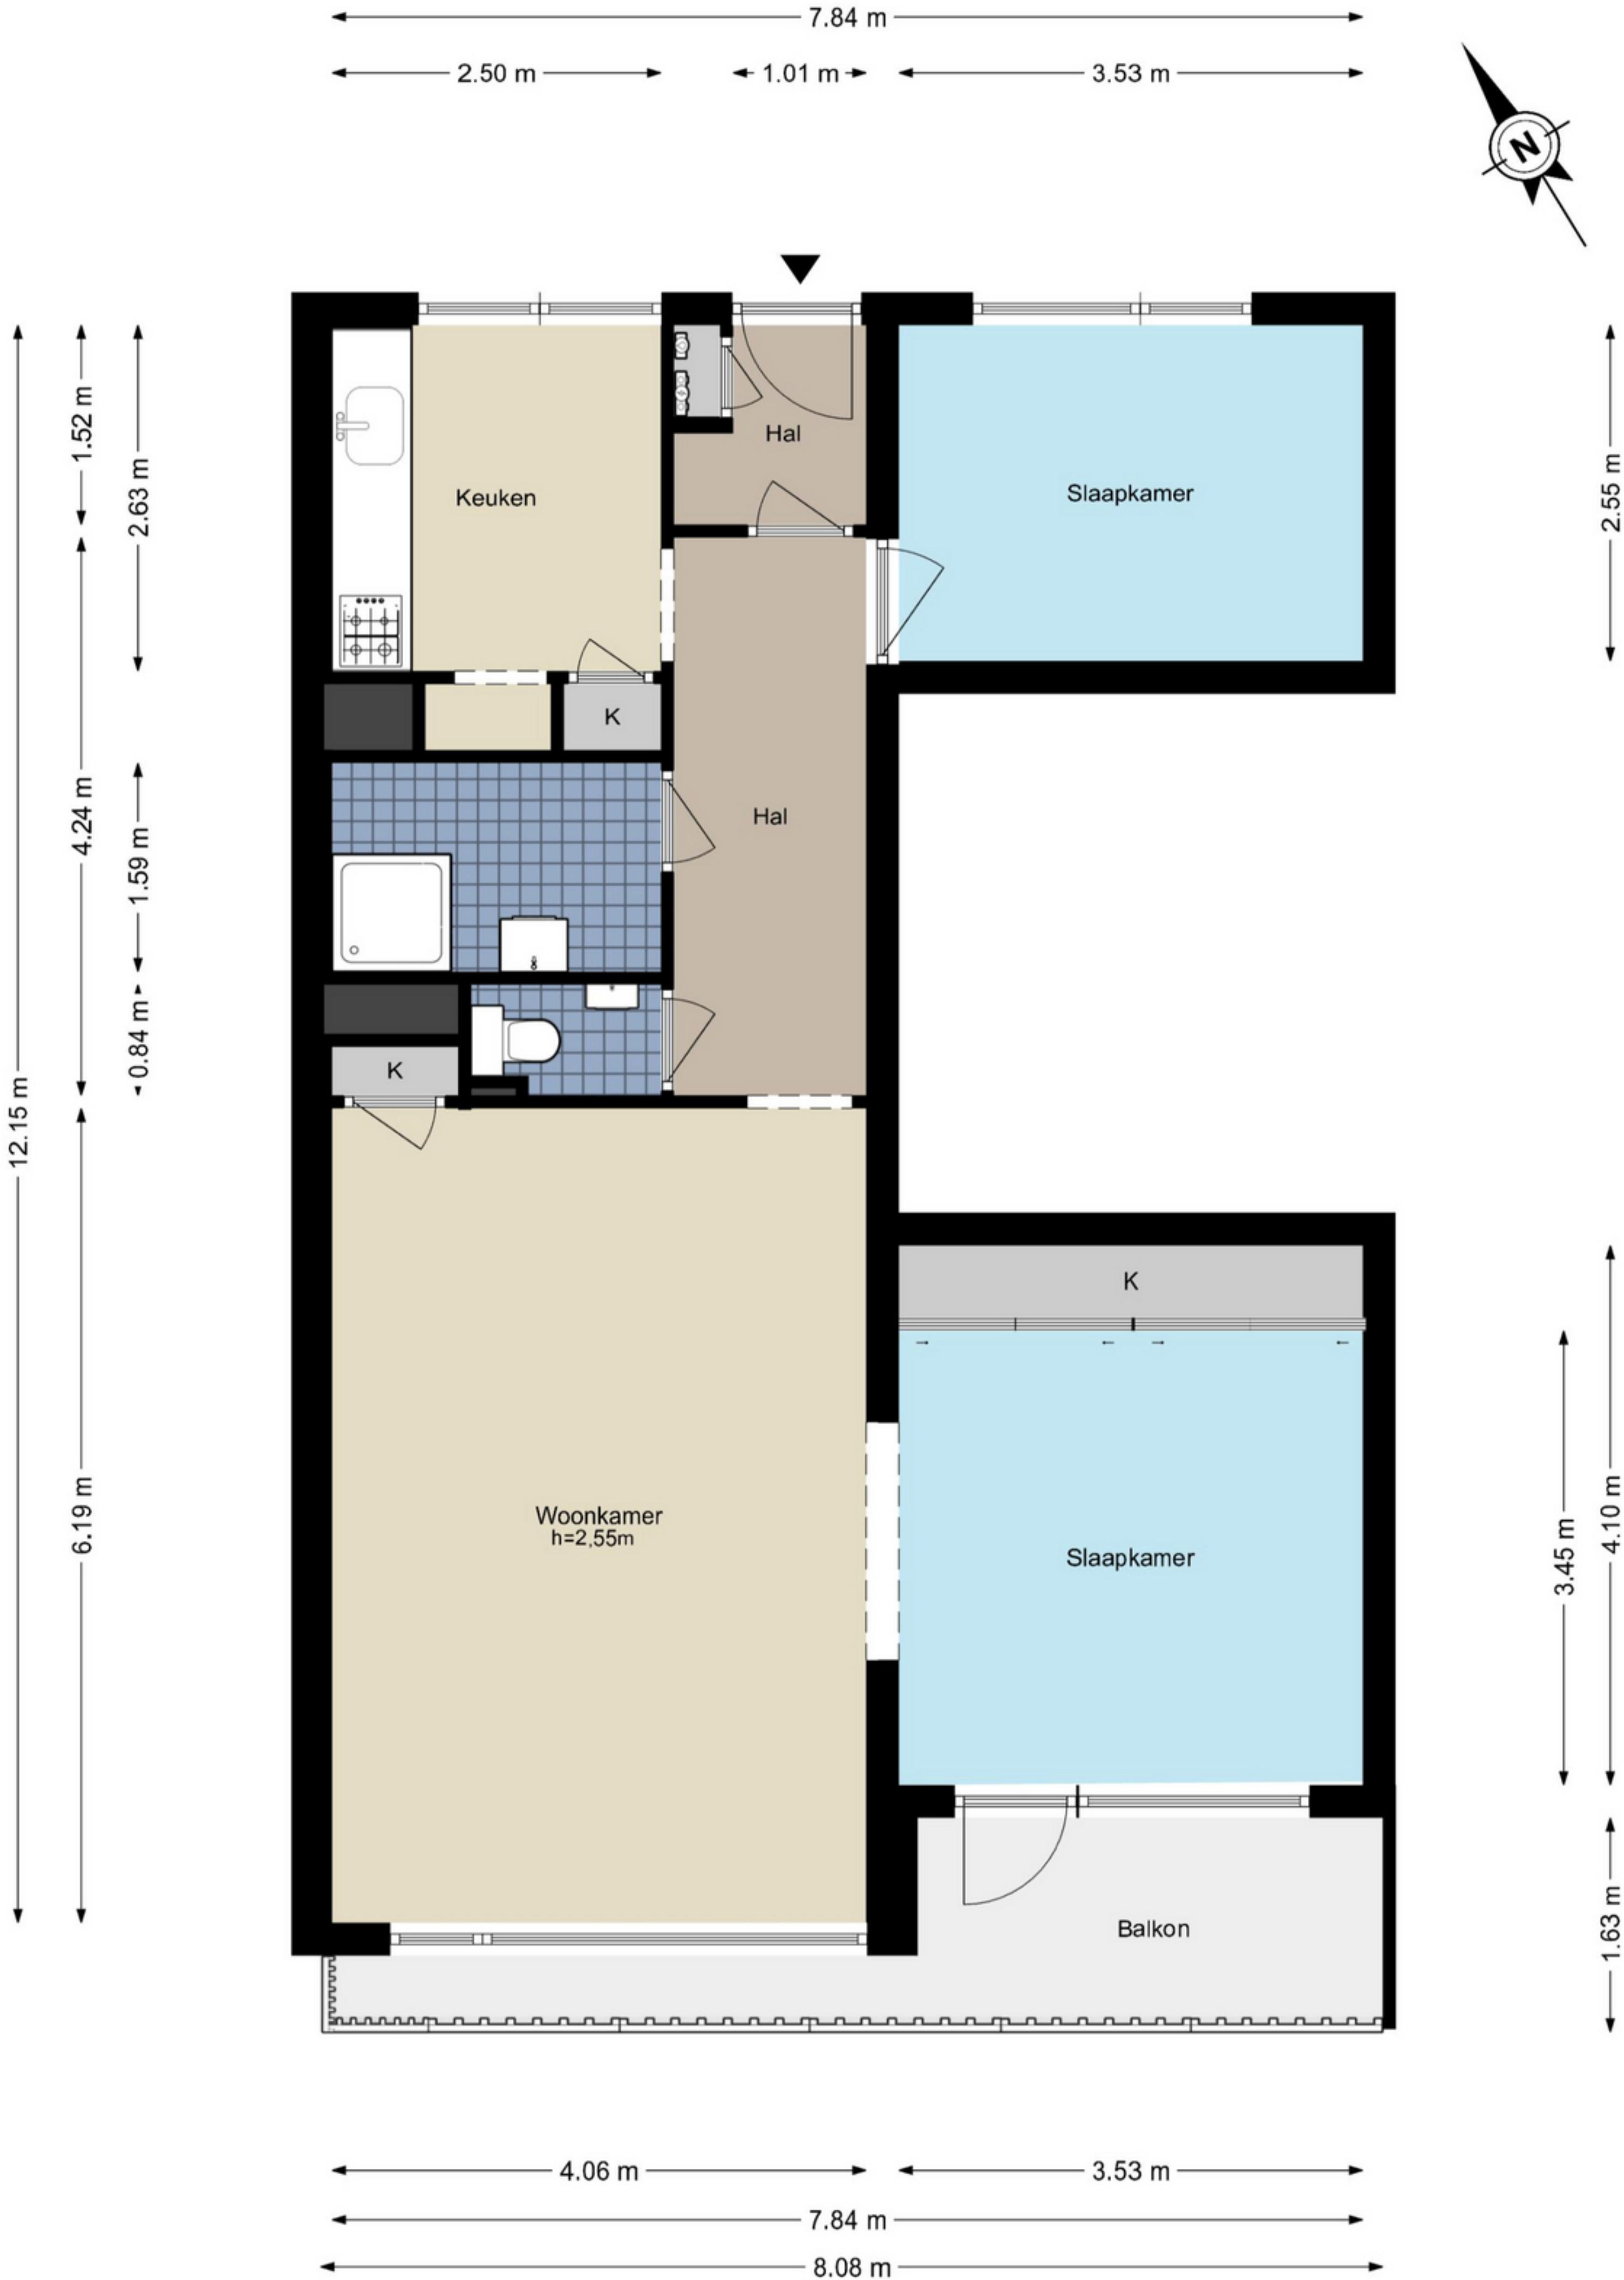 7.84 m
2.50 m
1.01 m
3.53 m
N
1.52 m
2.63 m
2.55 m
Hal
Keuken
Slaapkamer
K
4.24 m
1.59 m
Hal
0.84 m
K
12.15 m
K
6.19 m
Woonkamer
h=2,55m
Slaapkamer
3.45 m
4.10 m
Balkon
1.63 m
4.06 m
3.53 m
7.84 m
8.08 m